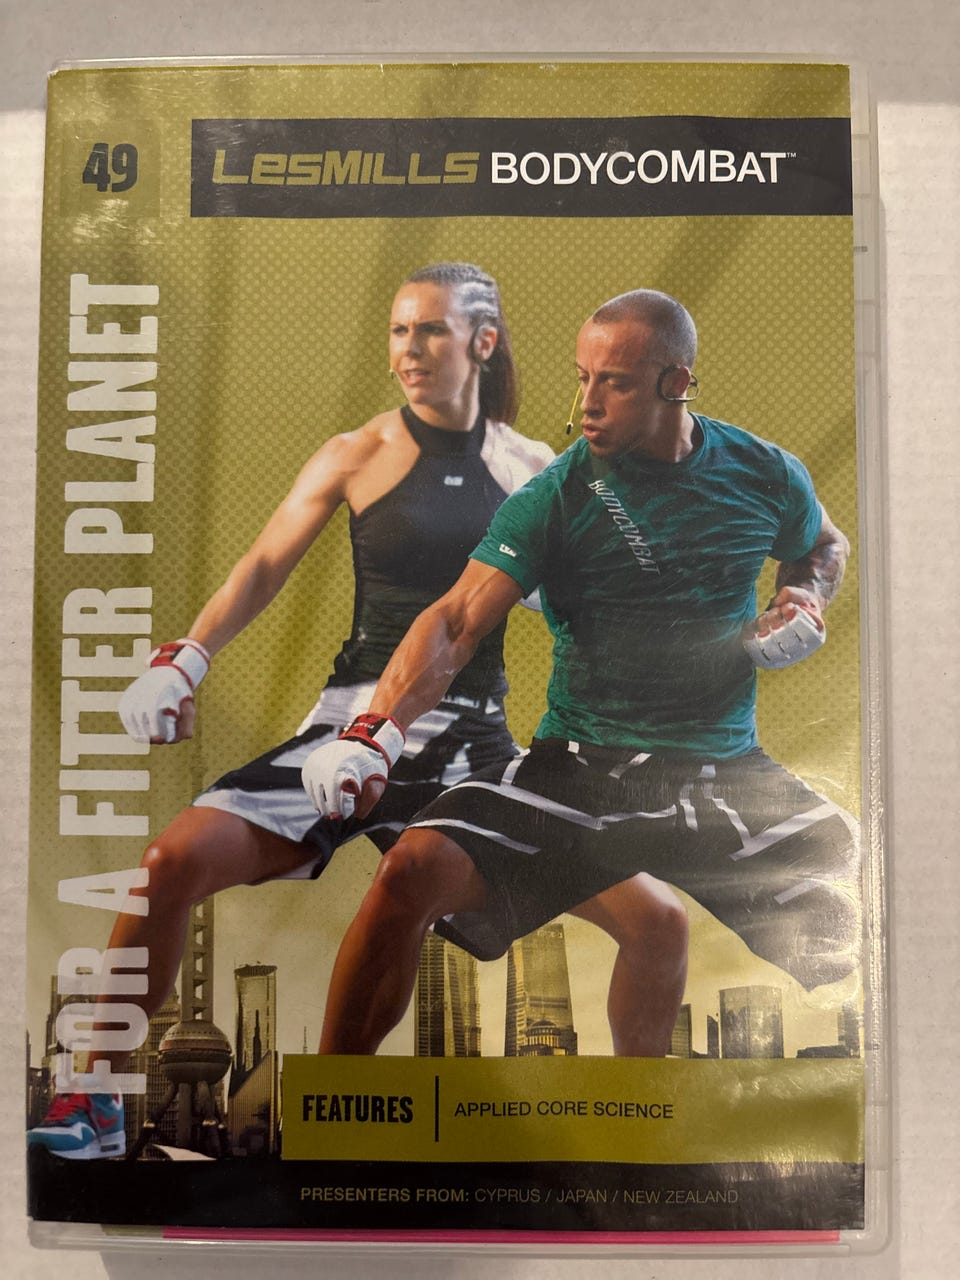 49
LESMILLS BODYCOMBAT™
FOR A FITTER PLANET
BODYCOMBAT
FEATURES | APPLIED CORE SCIENCE
PRESENTERS FROM: CYPRUS / JAPAN / NEW ZEALAND